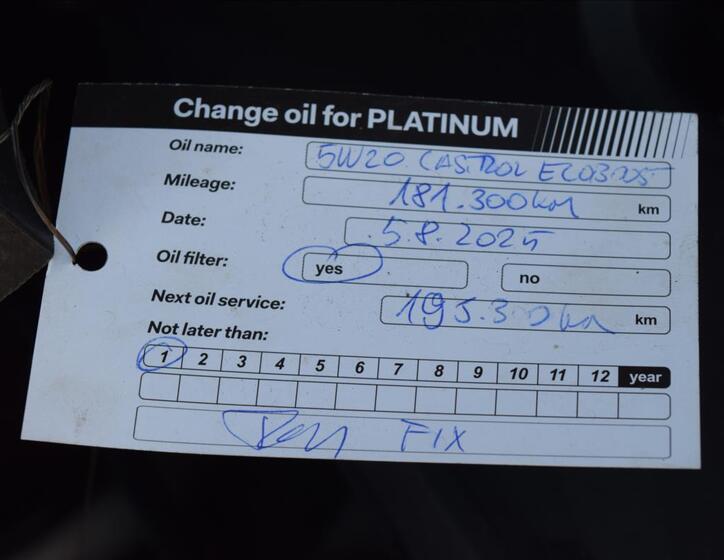 Change oil for PLATINUM
Oil name: 5W20 CASTROL
Mileage: 181.300km km
Date: 5.8.2025
Oil filter: yes no
Next oil service: km
Not later than:
1 2 3 4 5 6 7 8 9 10 11 12 year
FIX